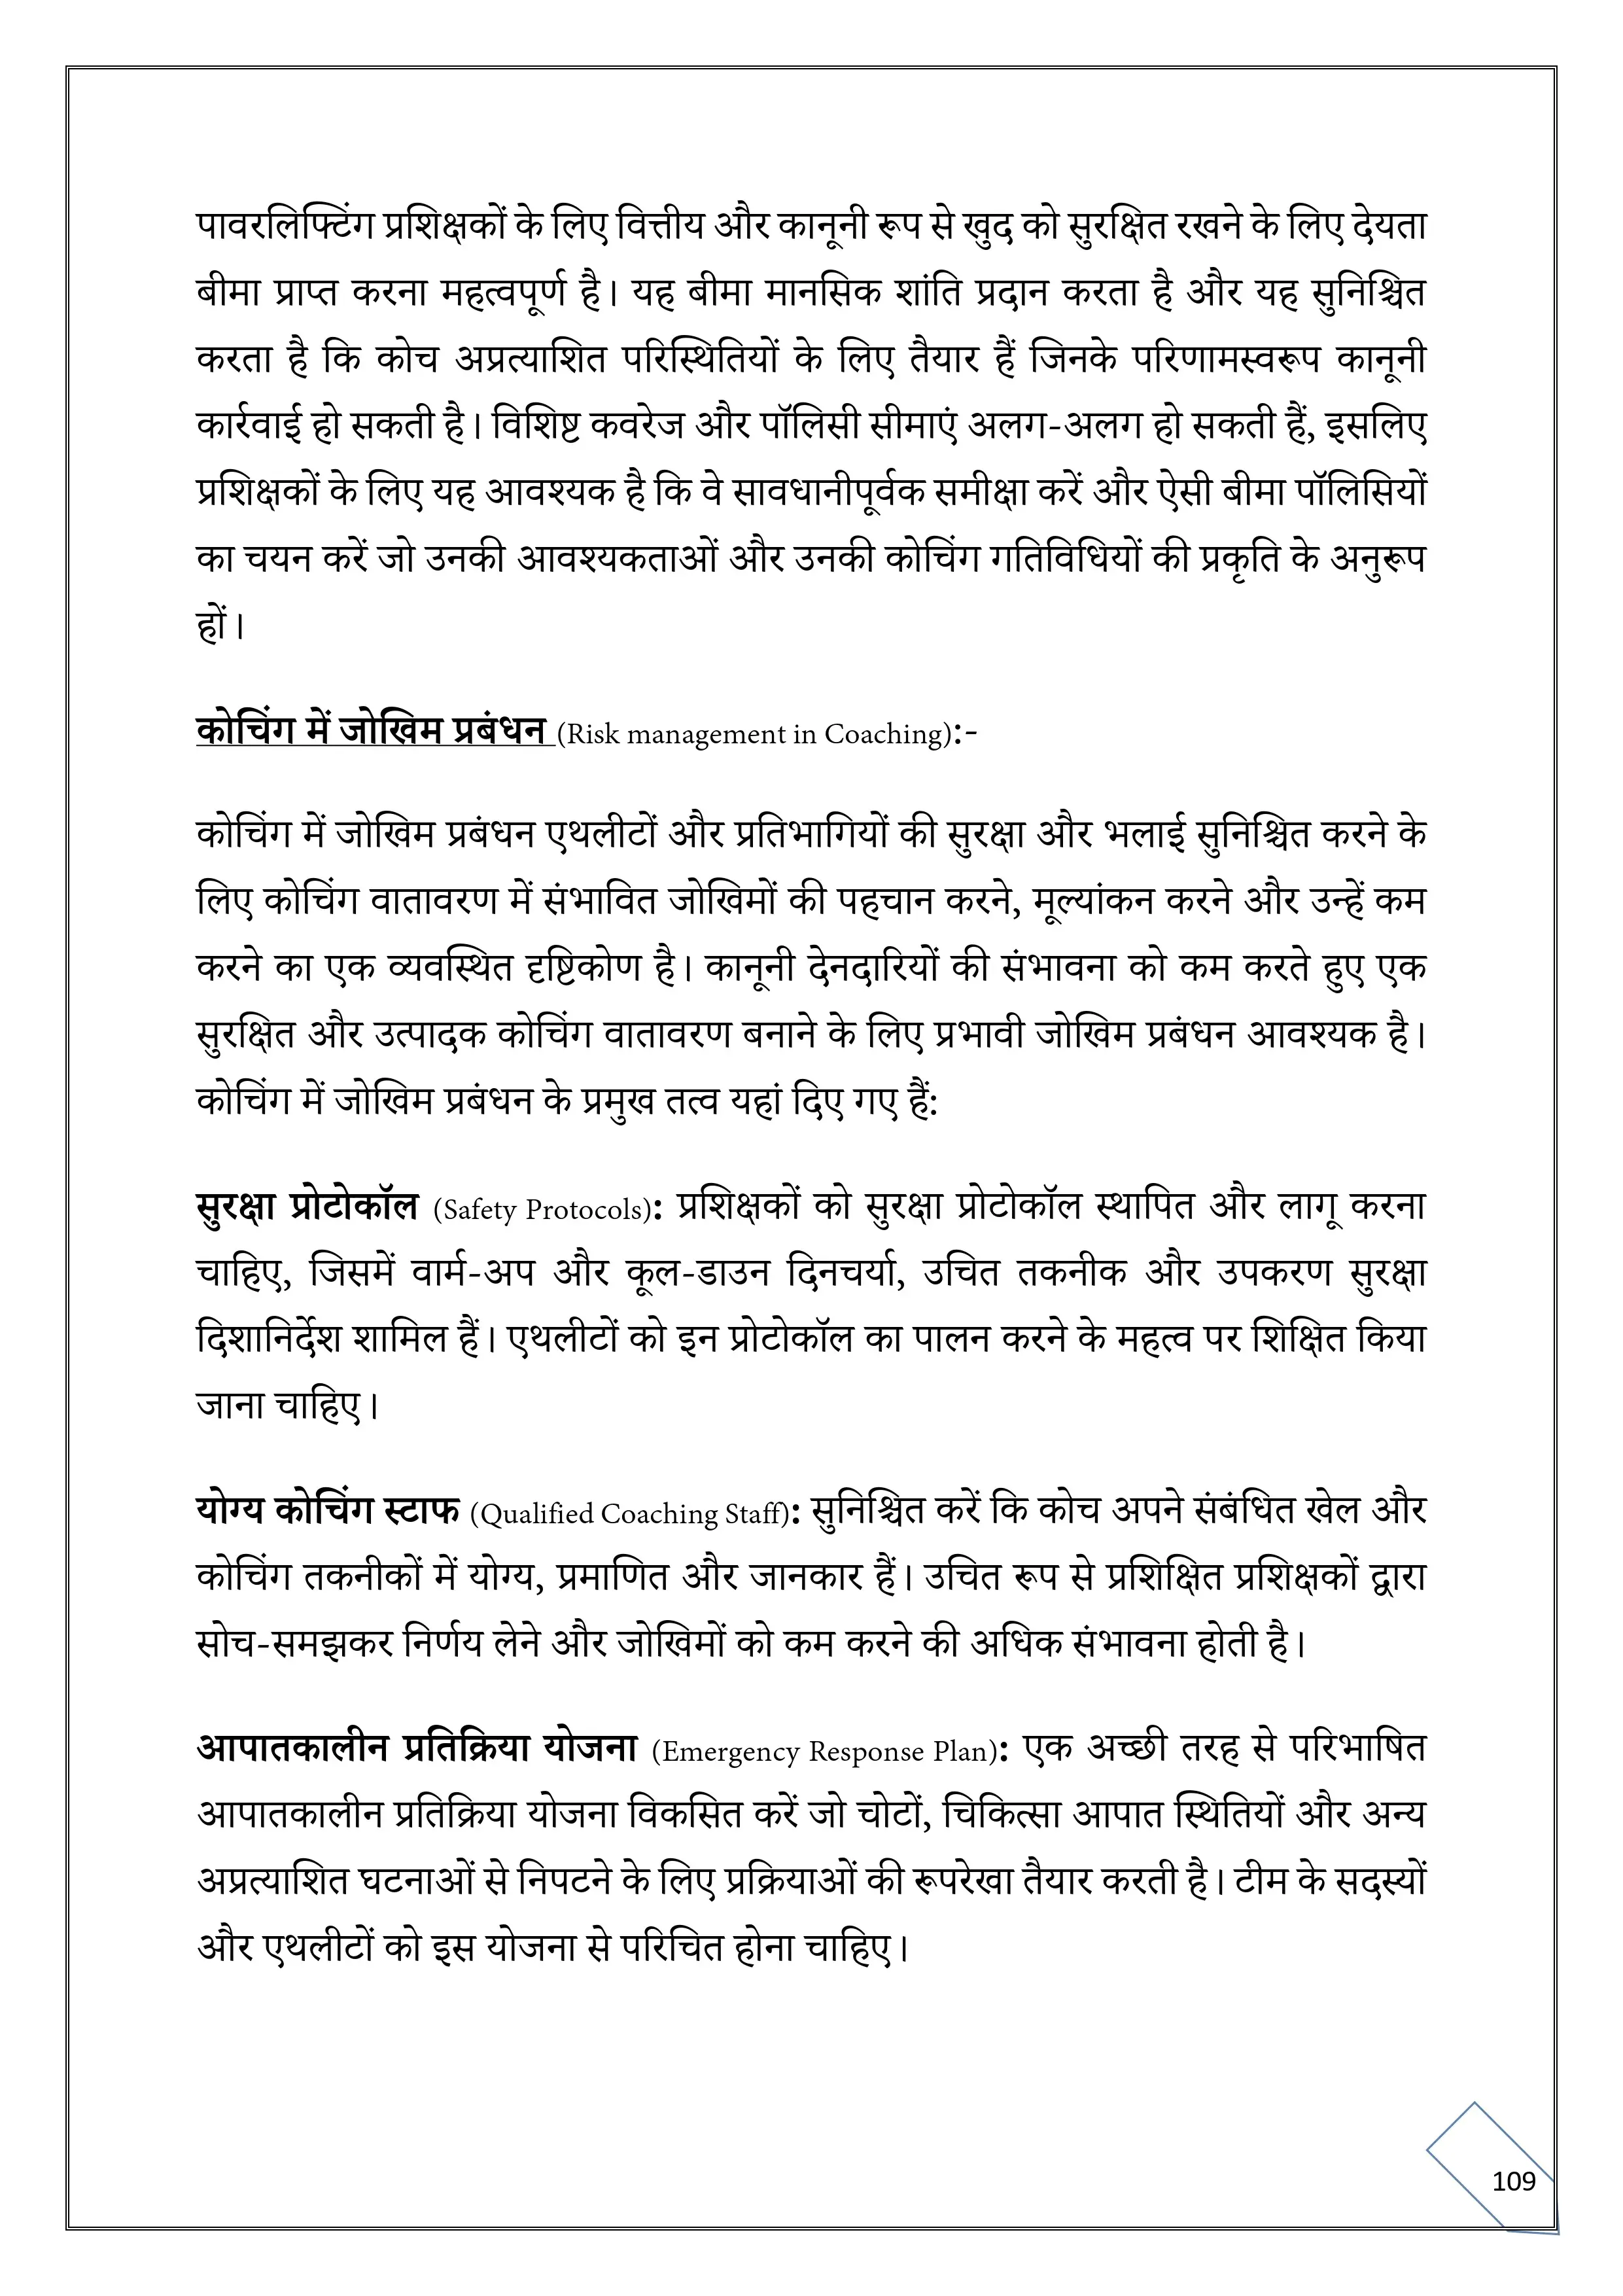 पावरलिफ्टिंग प्रशिक्षकों के लिए वित्तीय और कानूनी रूप से खुद को सुरक्षित रखने के लिए देयता
बीमा प्राप्त करना महत्वपूर्ण है। यह बीमा मानसिक शांति प्रदान करता है और यह सुनिश्चित
करता है कि कोच अप्रत्याशित परिस्थितियों के लिए तैयार हैं जिनके परिणामस्वरूप कानूनी
कार्रवाई हो सकती है। विशिष्ट कवरेज और पॉलिसी सीमाएं अलग-अलग हो सकती हैं, इसलिए
प्रशिक्षकों के लिए यह आवश्यक है कि वे सावधानीपूर्वक समीक्षा करें और ऐसी बीमा पॉलिसियों
का चयन करें जो उनकी आवश्यकताओं और उनकी कोचिंग गतिविधियों की प्रकृति के अनुरूप
हों।
कोचिंग में जोखिम प्रबंधन (Risk management in Coaching):-
कोचिंग में जोखिम प्रबंधन एथलीटों और प्रतिभागियों की सुरक्षा और भलाई सुनिश्चित करने के
लिए कोचिंग वातावरण में संभावित जोखिमों की पहचान करने, मूल्यांकन करने और उन्हें कम
करने का एक व्यवस्थित दृष्टिकोण है। कानूनी देनदारियों की संभावना को कम करते हुए एक
सुरक्षित और उत्पादक कोचिंग वातावरण बनाने के लिए प्रभावी जोखिम प्रबंधन आवश्यक है।
कोचिंग में जोखिम प्रबंधन के प्रमुख तत्व यहां दिए गए हैं:
सुरक्षा प्रोटोकॉल (Safety Protocols): प्रशिक्षकों को सुरक्षा प्रोटोकॉल स्थापित और लागू करना
चाहिए, जिसमें वार्म-अप और कूल-डाउन दिनचर्या, उचित तकनीक और उपकरण सुरक्षा
दिशानिर्देश शामिल हैं। एथलीटों को इन प्रोटोकॉल का पालन करने के महत्व पर शिक्षित किया
जाना चाहिए।
योग्य कोचिंग स्टाफ (Qualified Coaching Staff): सुनिश्चित करें कि कोच अपने संबंधित खेल और
कोचिंग तकनीकों में योग्य, प्रमाणित और जानकार हैं। उचित रूप से प्रशिक्षित प्रशिक्षकों द्वारा
सोच-समझकर निर्णय लेने और जोखिमों को कम करने की अधिक संभावना होती है।
आपातकालीन प्रतिक्रिया योजना (Emergency Response Plan): एक अच्छी तरह से परिभाषित
आपातकालीन प्रतिक्रिया योजना विकसित करें जो चोटों, चिकित्सा आपात स्थितियों और अन्य
अप्रत्याशित घटनाओं से निपटने के लिए प्रक्रियाओं की रूपरेखा तैयार करती है। टीम के सदस्यों
और एथलीटों को इस योजना से परिचित होना चाहिए।
109